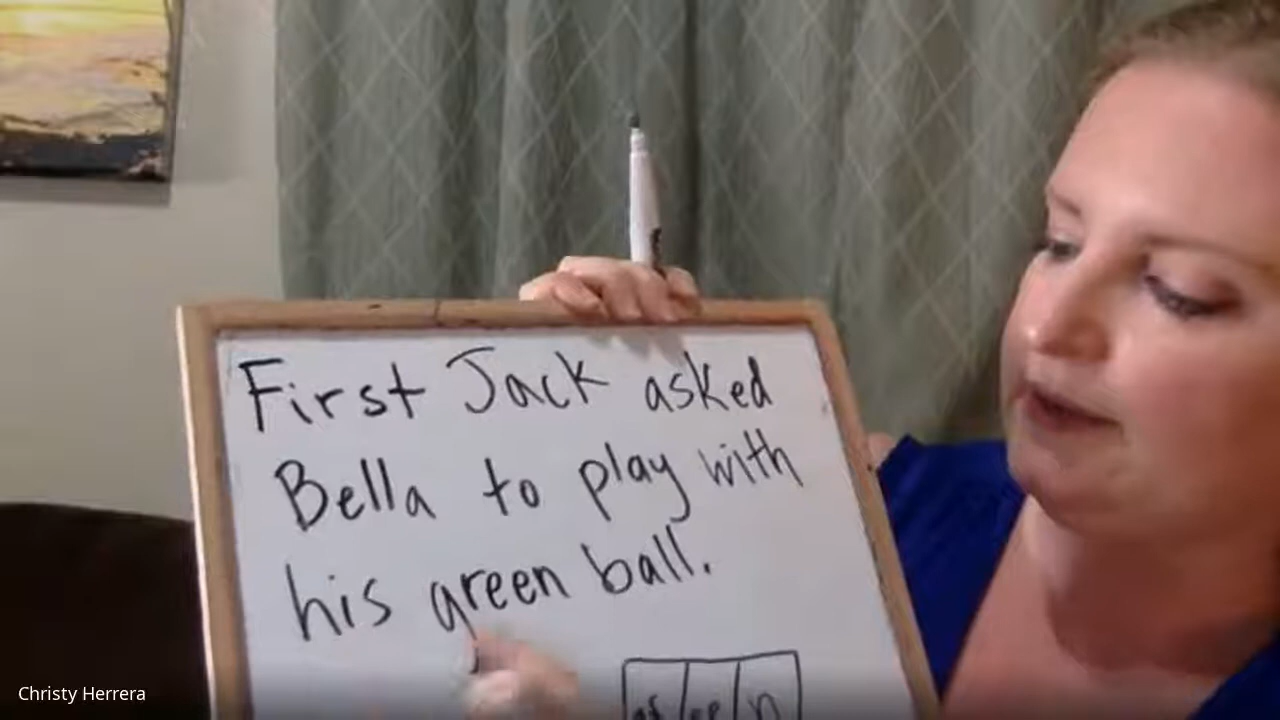 First Jack asked
Bella to play with
his green ball.
Christy Herrera